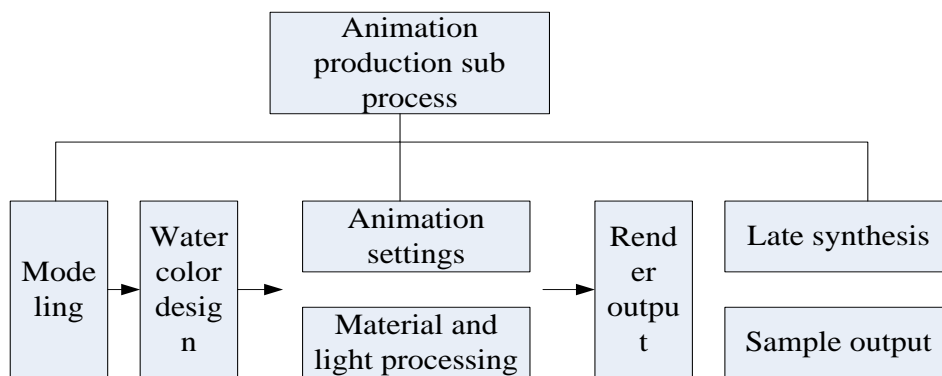 Animation
production sub
process
Mode
ling
Water
color
desig
n
Animation
settings
Material and
light processing
Rend
er
outpu
t
Late synthesis
Sample output